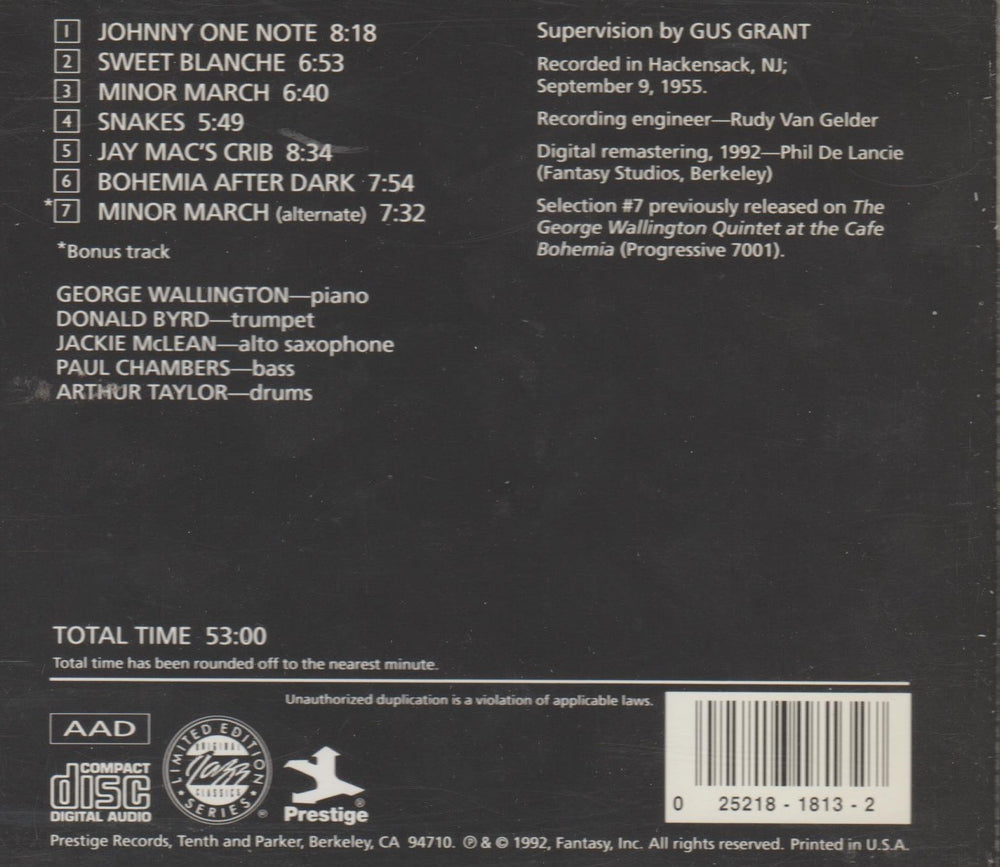 1 JOHNNY ONE NOTE 8:18
2 SWEET BLANCHE 6:53
3 MINOR MARCH 6:40
4 SNAKES 5:49
5 JAY MAC'S CRIB 8:34
6 BOHEMIA AFTER DARK 7:54
*7 MINOR MARCH (alternate) 7:32
*Bonus track
GEORGE WALLINGTON—piano
DONALD BYRD—trumpet
JACKIE McLEAN—alto saxophone
PAUL CHAMBERS—bass
ARTHUR TAYLOR—drums
Supervision by GUS GRANT
Recorded in Hackensack, NJ;
September 9, 1955.
Recording engineer—Rudy Van Gelder
Digital remastering, 1992—Phil De Lancie
(Fantasy Studios, Berkeley)
Selection #7 previously released on The
George Wallington Quintet at the Cafe
Bohemia (Progressive 7001).
TOTAL TIME 53:00
Total time has been rounded off to the nearest minute.
Unauthorized duplication is a violation of applicable laws.
AAD
COMPACT
disc
DIGITAL AUDIO
LIMITED EDITION
ORIGINAL
Jazz
CLASSICS
SERIES
®
Prestige®
0 25218 - 1813 - 2
Prestige Records, Tenth and Parker, Berkeley, CA 94710. ℗ & © 1992, Fantasy, Inc. All rights reserved. Printed in U.S.A.